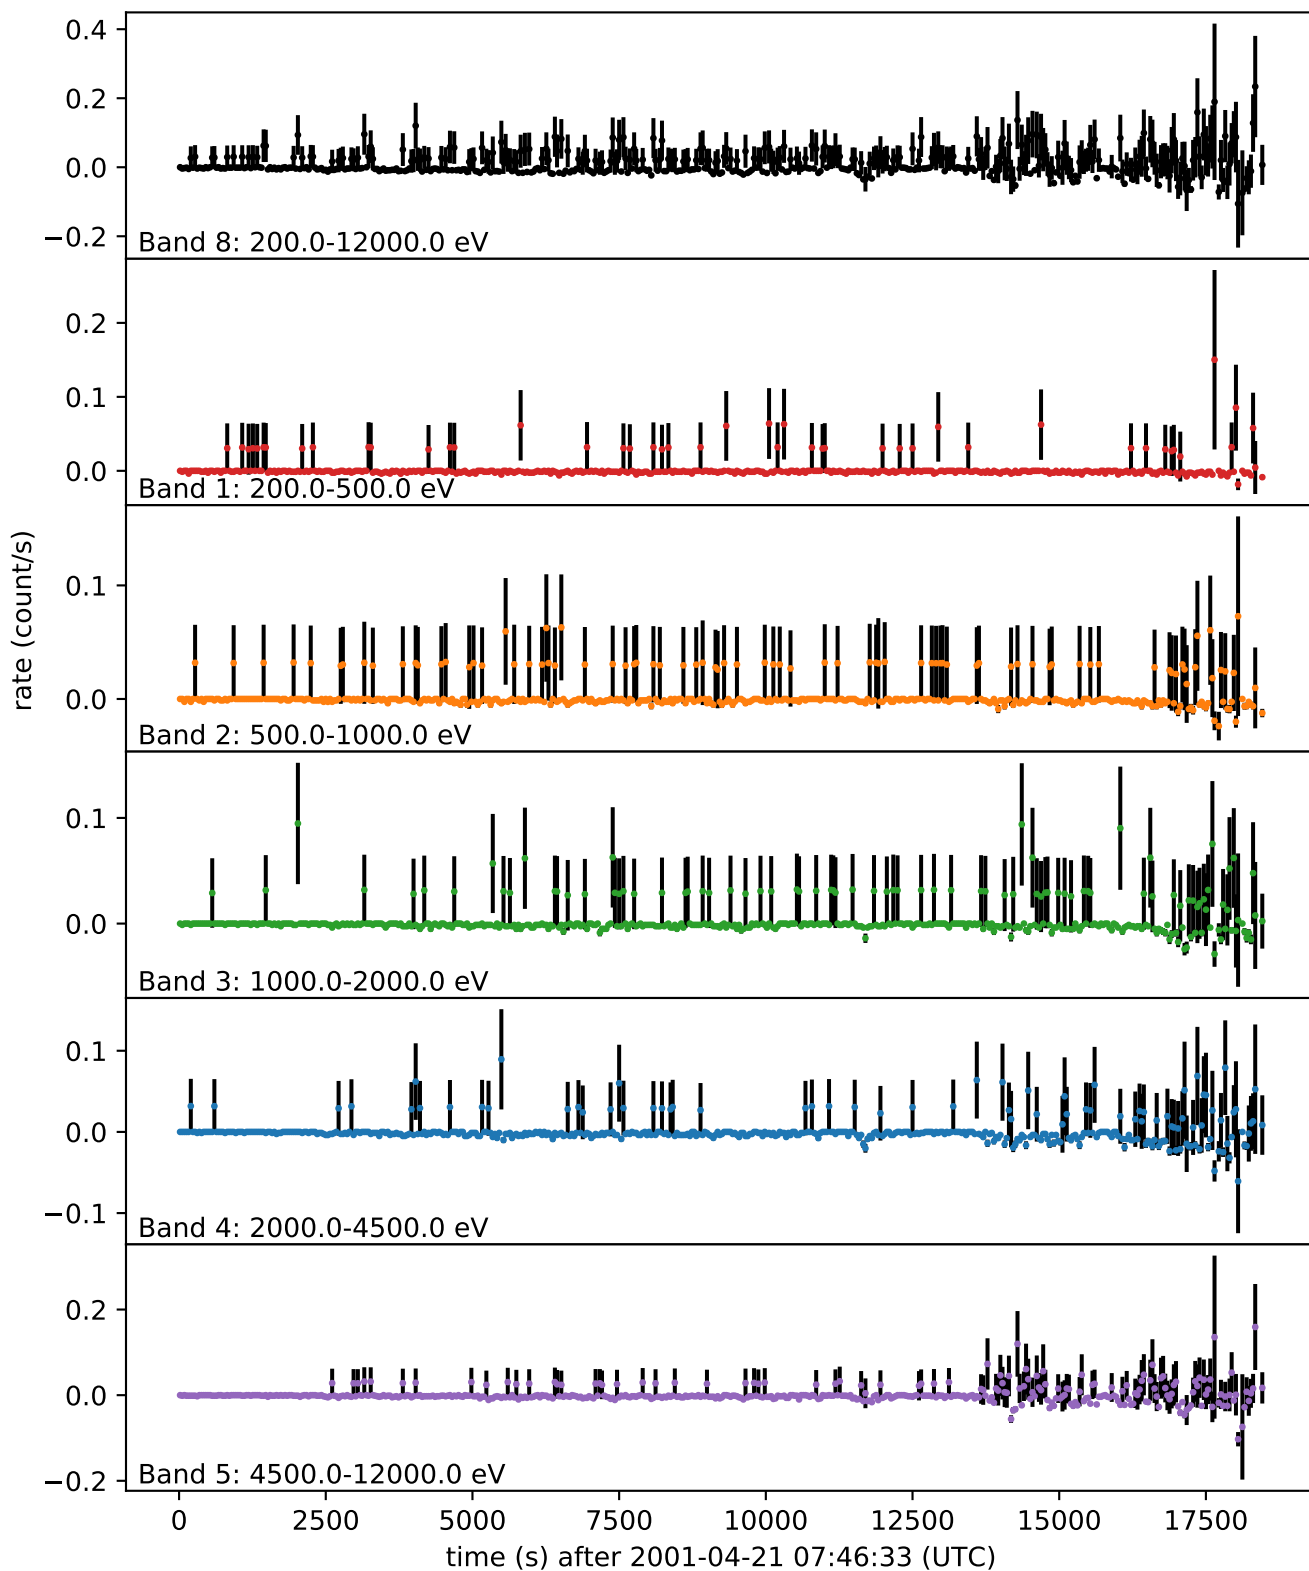 0.4
0.2
0.0
−0.2
Band 8: 200.0-12000.0 eV
0.2
0.1
0.0
Band 1: 200.0-500.0 eV
rate (count/s)
0.1
0.0
Band 2: 500.0-1000.0 eV
0.1
0.0
Band 3: 1000.0-2000.0 eV
0.1
0.0
−0.1
Band 4: 2000.0-4500.0 eV
0.2
0.0
−0.2
Band 5: 4500.0-12000.0 eV
0 2500 5000 7500 10000 12500 15000 17500
time (s) after 2001-04-21 07:46:33 (UTC)